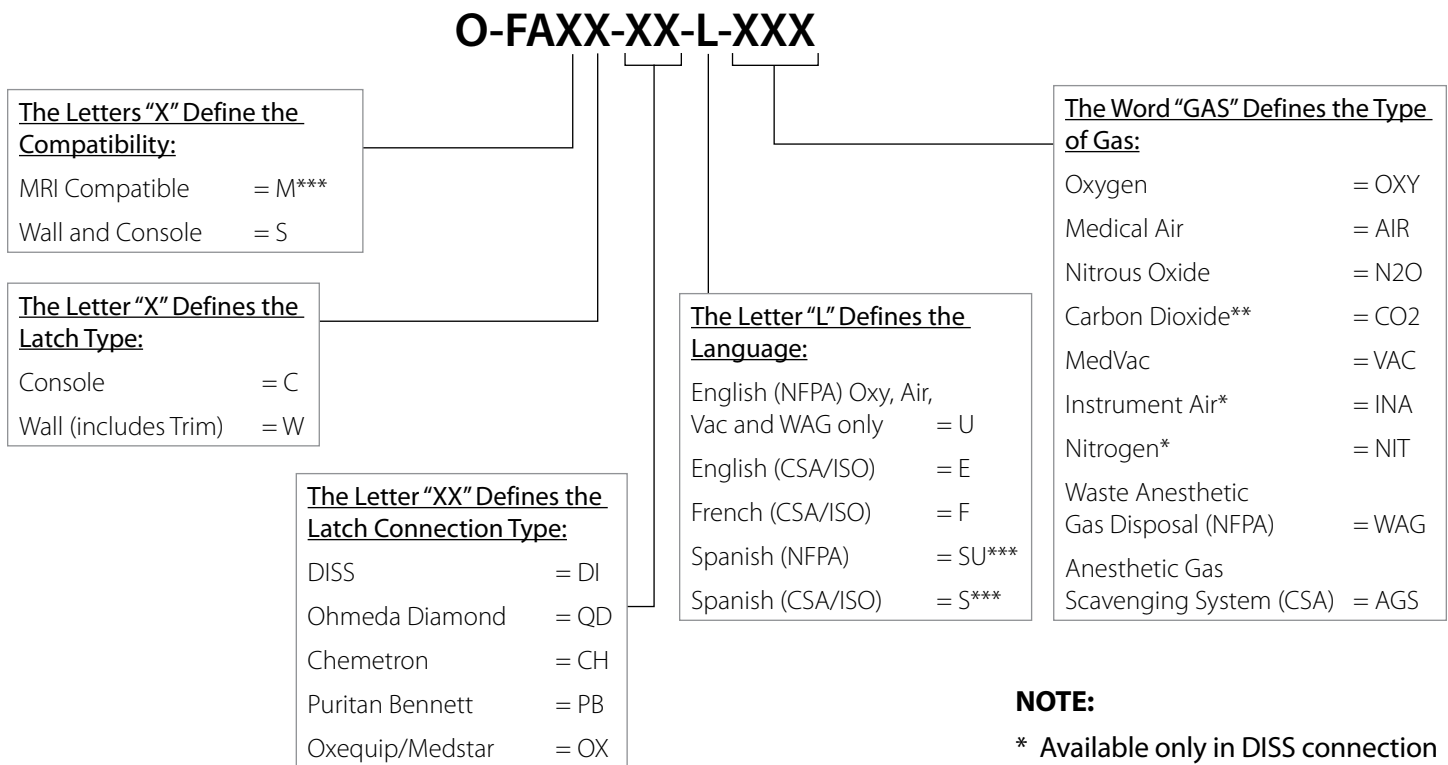 O-FAXX-XX-L-XXX
The Letters "X" Define the
Compatibility:
MRI Compatible = M***
Wall and Console = S
The Letter "X" Defines the
Latch Type:
Console = C
Wall (includes Trim) = W
The Letter "XX" Defines the
Latch Connection Type:
DISS = DI
Ohmeda Diamond = QD
Chemetron = CH
Puritan Bennett = PB
Oxequip/Medstar = OX
The Letter "L" Defines the
Language:
English (NFPA) Oxy, Air,
Vac and WAG only = U
English (CSA/ISO) = E
French (CSA/ISO) = F
Spanish (NFPA) = SU***
Spanish (CSA/ISO) = S***
The Word "GAS" Defines the Type
of Gas:
Oxygen = OXY
Medical Air = AIR
Nitrous Oxide = N2O
Carbon Dioxide** = CO2
MedVac = VAC
Instrument Air* = INA
Nitrogen* = NIT
Waste Anesthetic
Gas Disposal (NFPA) = WAG
Anesthetic Gas
Scavenging System (CSA) = AGS
NOTE:
* Available only in DISS connection